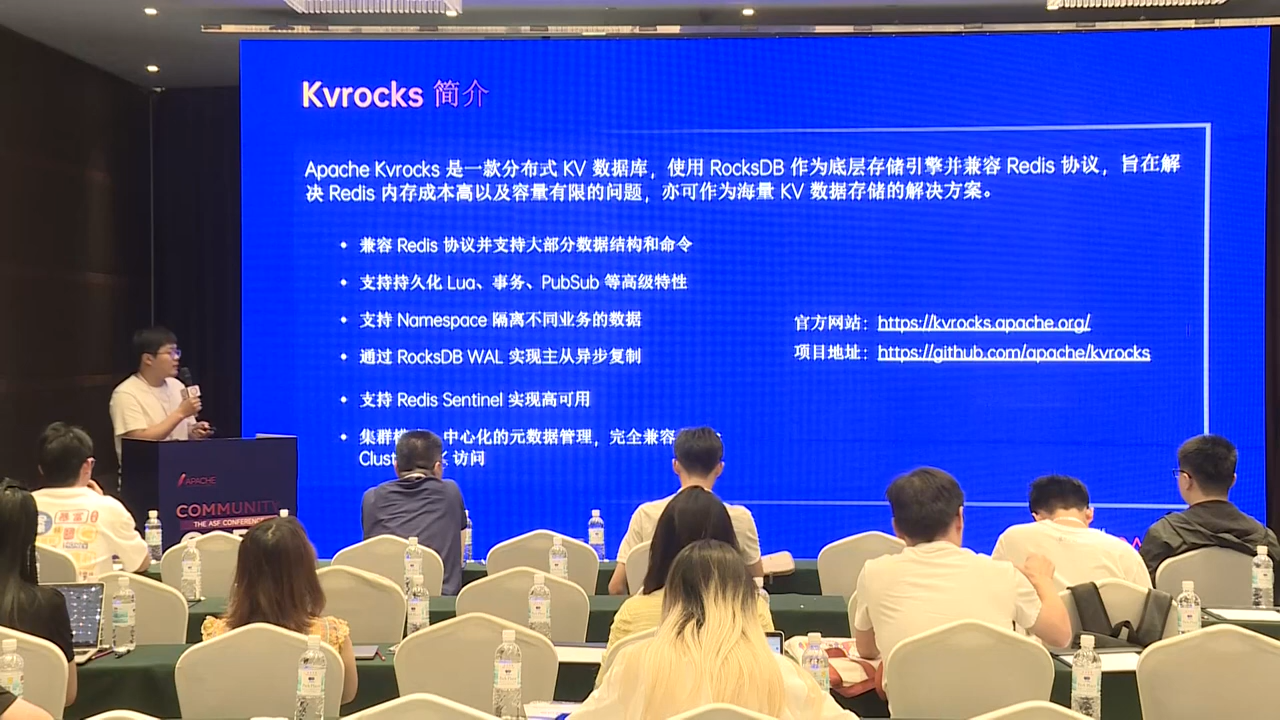 Kvrocks 简介
Apache Kvrocks 是一款分布式 KV 数据库，使用 RocksDB 作为底层存储引擎并兼容 Redis 协议，旨在解
决 Redis 内存成本高以及容量有限的问题，亦可作为海量 KV 数据存储的解决方案。
• 兼容 Redis 协议并支持大部分数据结构和命令
• 支持持久化 Lua、事务、PubSub 等高级特性
• 支持 Namespace 隔离不同业务的数据
• 通过 RocksDB WAL 实现主从异步复制
• 支持 Redis Sentinel 实现高可用
• 集群 中心化的元数据管理，完全兼容
访问
官方网站：https://kvrocks.apache.org/
项目地址：https://github.com/apache/kvrocks
APACHE
COMMUNITY
THE ASF CONFERENCE